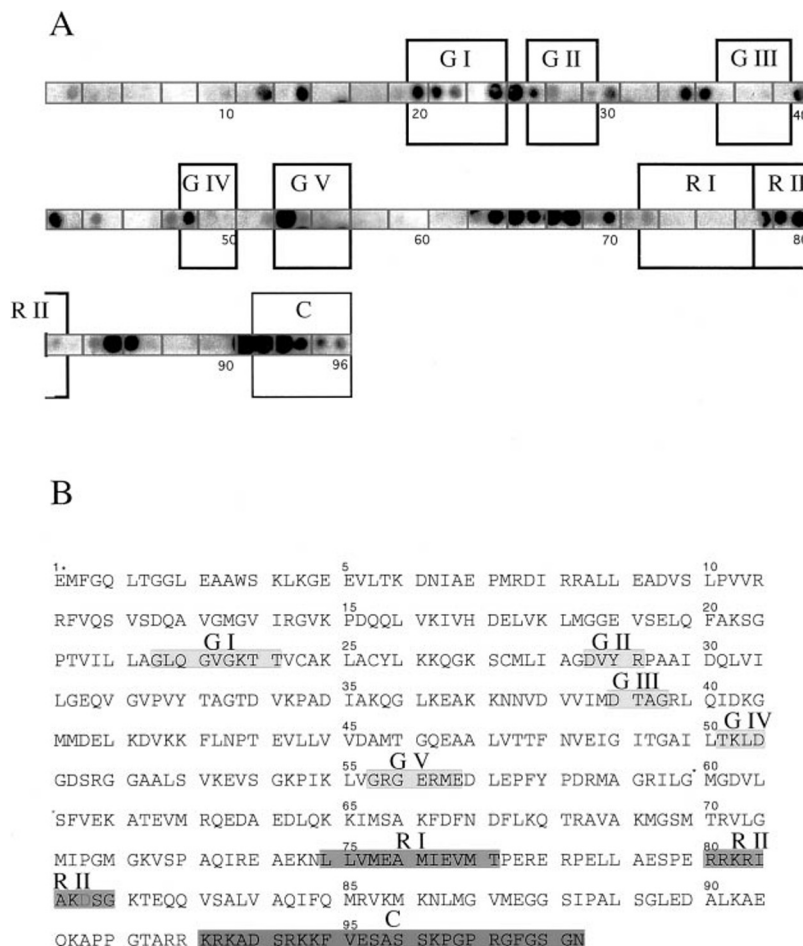 A
G I G II G III
10 20 30 40
G IV G V R I R II
50 60 70 80
R II C
90 96
B
1 5 10
EMFGQ LTGGL EAAWS KLKGE EVLTK DNIAE PMRDI RRALL EADVS LPVVR
15 20
RFVQS VSDQA VGMGV IRGVK PDQQL VKIVH DELVK LMGGE VSELQ FAKSG
G I 25 G II 30
PTVIL LAGLQ GVGKT TVCAK LACYL KKQGK SCMLI AGDVY RPAAI DQLVI
35 G III 40
LGEQV GVPVY TAGTD VKPAD IAKQG LKEAK KNNVD VVIMD TAGRL QIDKG
45 50 G IV
MMDEL KDVKK FLNPT EVLLV VDAMT GQEAA LVTTF NVEIG ITGAI LTKLD
55 G V 60
GDSRG GAALS VKEVS GKPIK LVGRG ERMED LEPFY PDRMA GRILG MGDVL
65 70
SFVEK ATEVM RQEDA EDLQK KIMSA KFDFN DFLKQ TRAVA KMGSM TRVLG
75 R I 80 R II
MIPGM GKVSP AQIRE AEKNL LVMEA MIEVM TPERE RPELL AESPE RRKRI
R II 85 90
AKDSG KTEQQ VSALV AQIFQ MRVKM KNLMG VMEGG SIPAL SGLED ALKAE
95 C
QKAPP GTARR KRKAD SRKKF VESAS SKPGP RGFGS GN